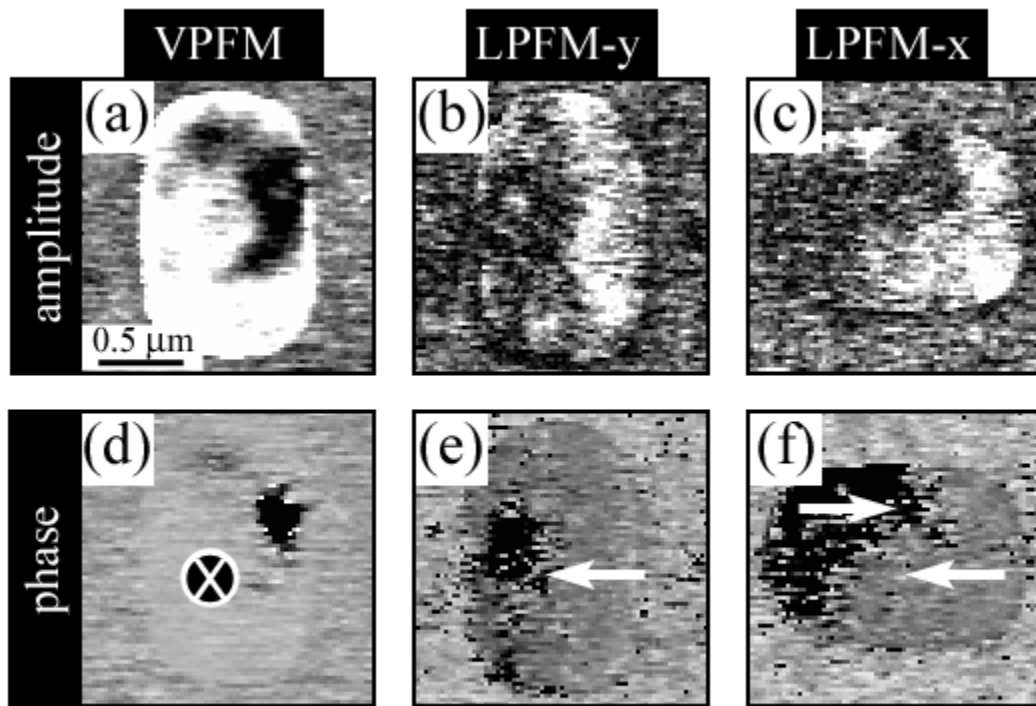 VPFM LPFM-y LPFM-x
amplitude
(a) (b) (c)
0.5 μm
phase
(d) (e) (f)